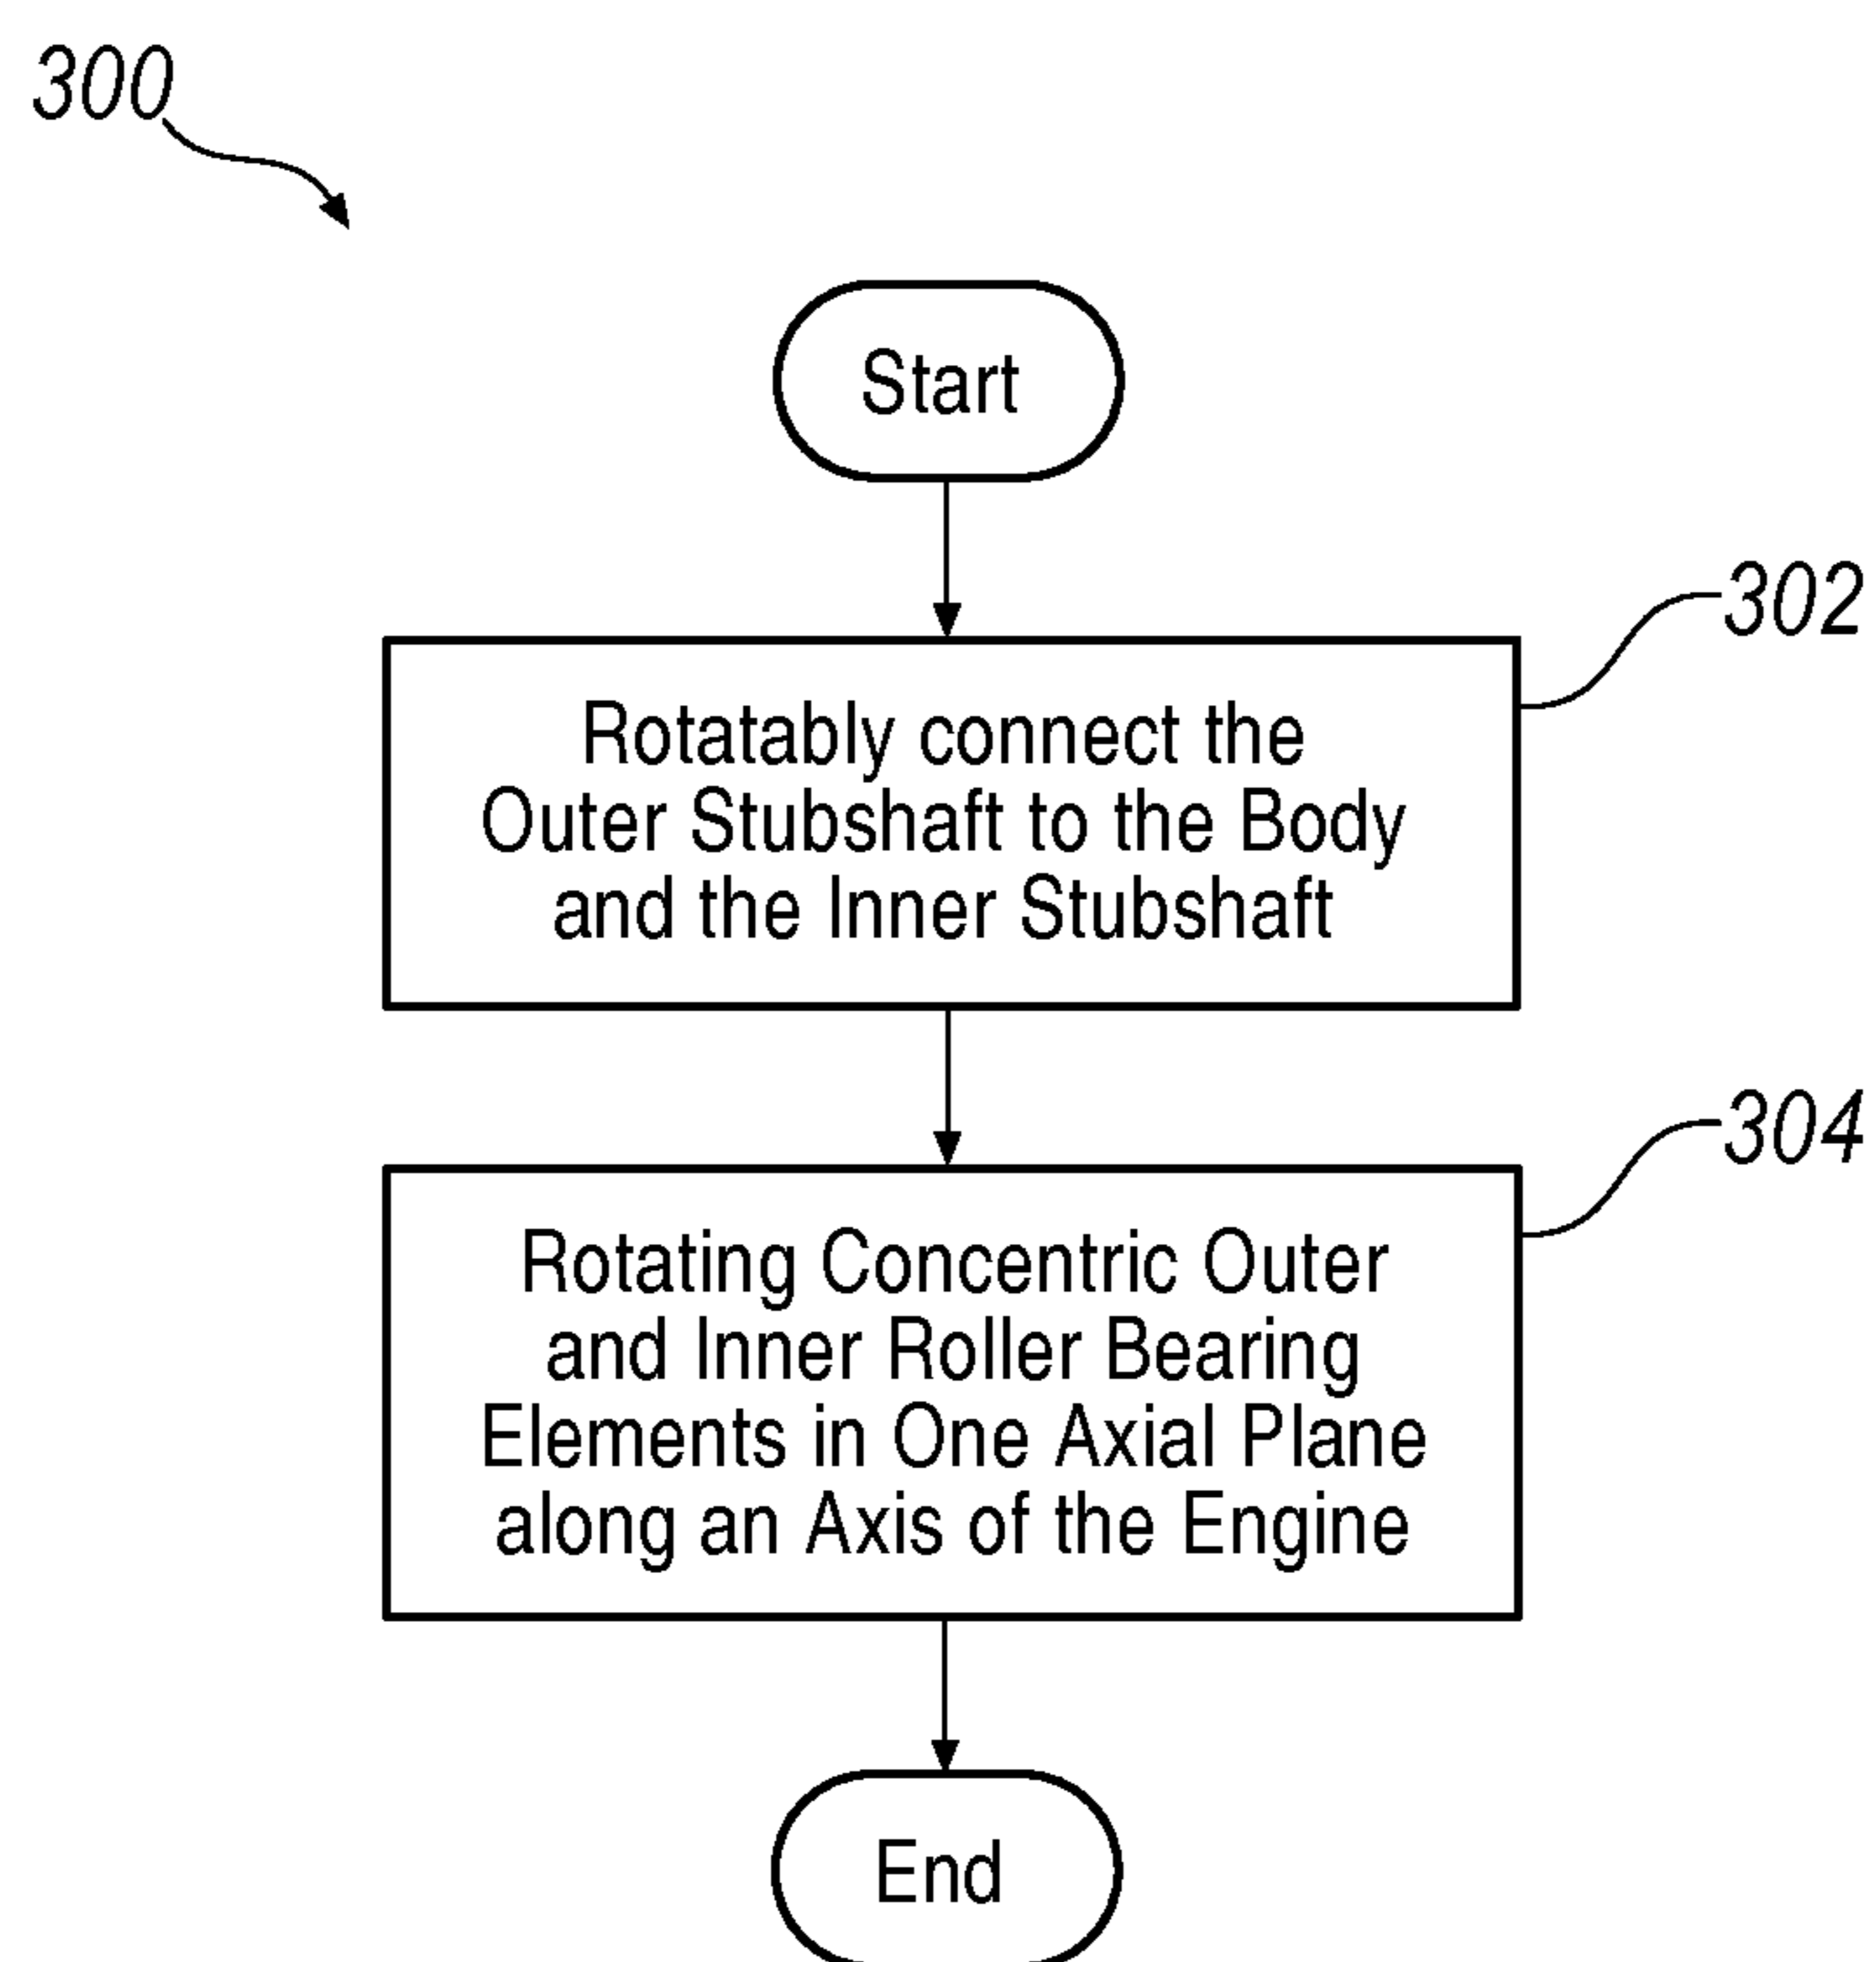 300
Start
302
Rotatably connect the
Outer Stubshaft to the Body
and the Inner Stubshaft
304
Rotating Concentric Outer
and Inner Roller Bearing
Elements in One Axial Plane
along an Axis of the Engine
End